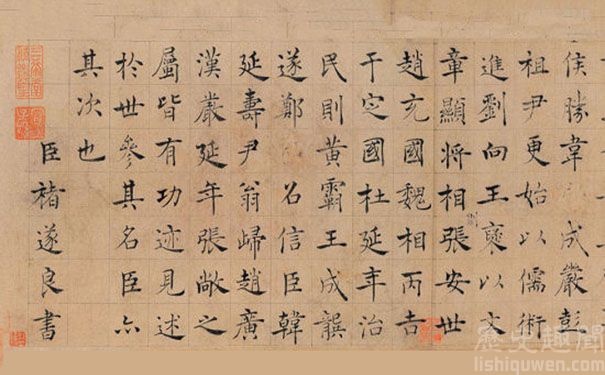 侯勝韋成嚴彭
祖尹更始以儒術
進劉向王褒以文
章顯將相張安世
趙充國魏相丙吉
于定國杜延年治
民則黃霸王成龔
遂鄭召信臣韓
延壽尹翁歸趙廣
漢嚴延年張敞之
屬皆有功迹見述
於世參其名臣亦
其次也
臣褚遂良書
歷史趣聞
lishiquwen.com